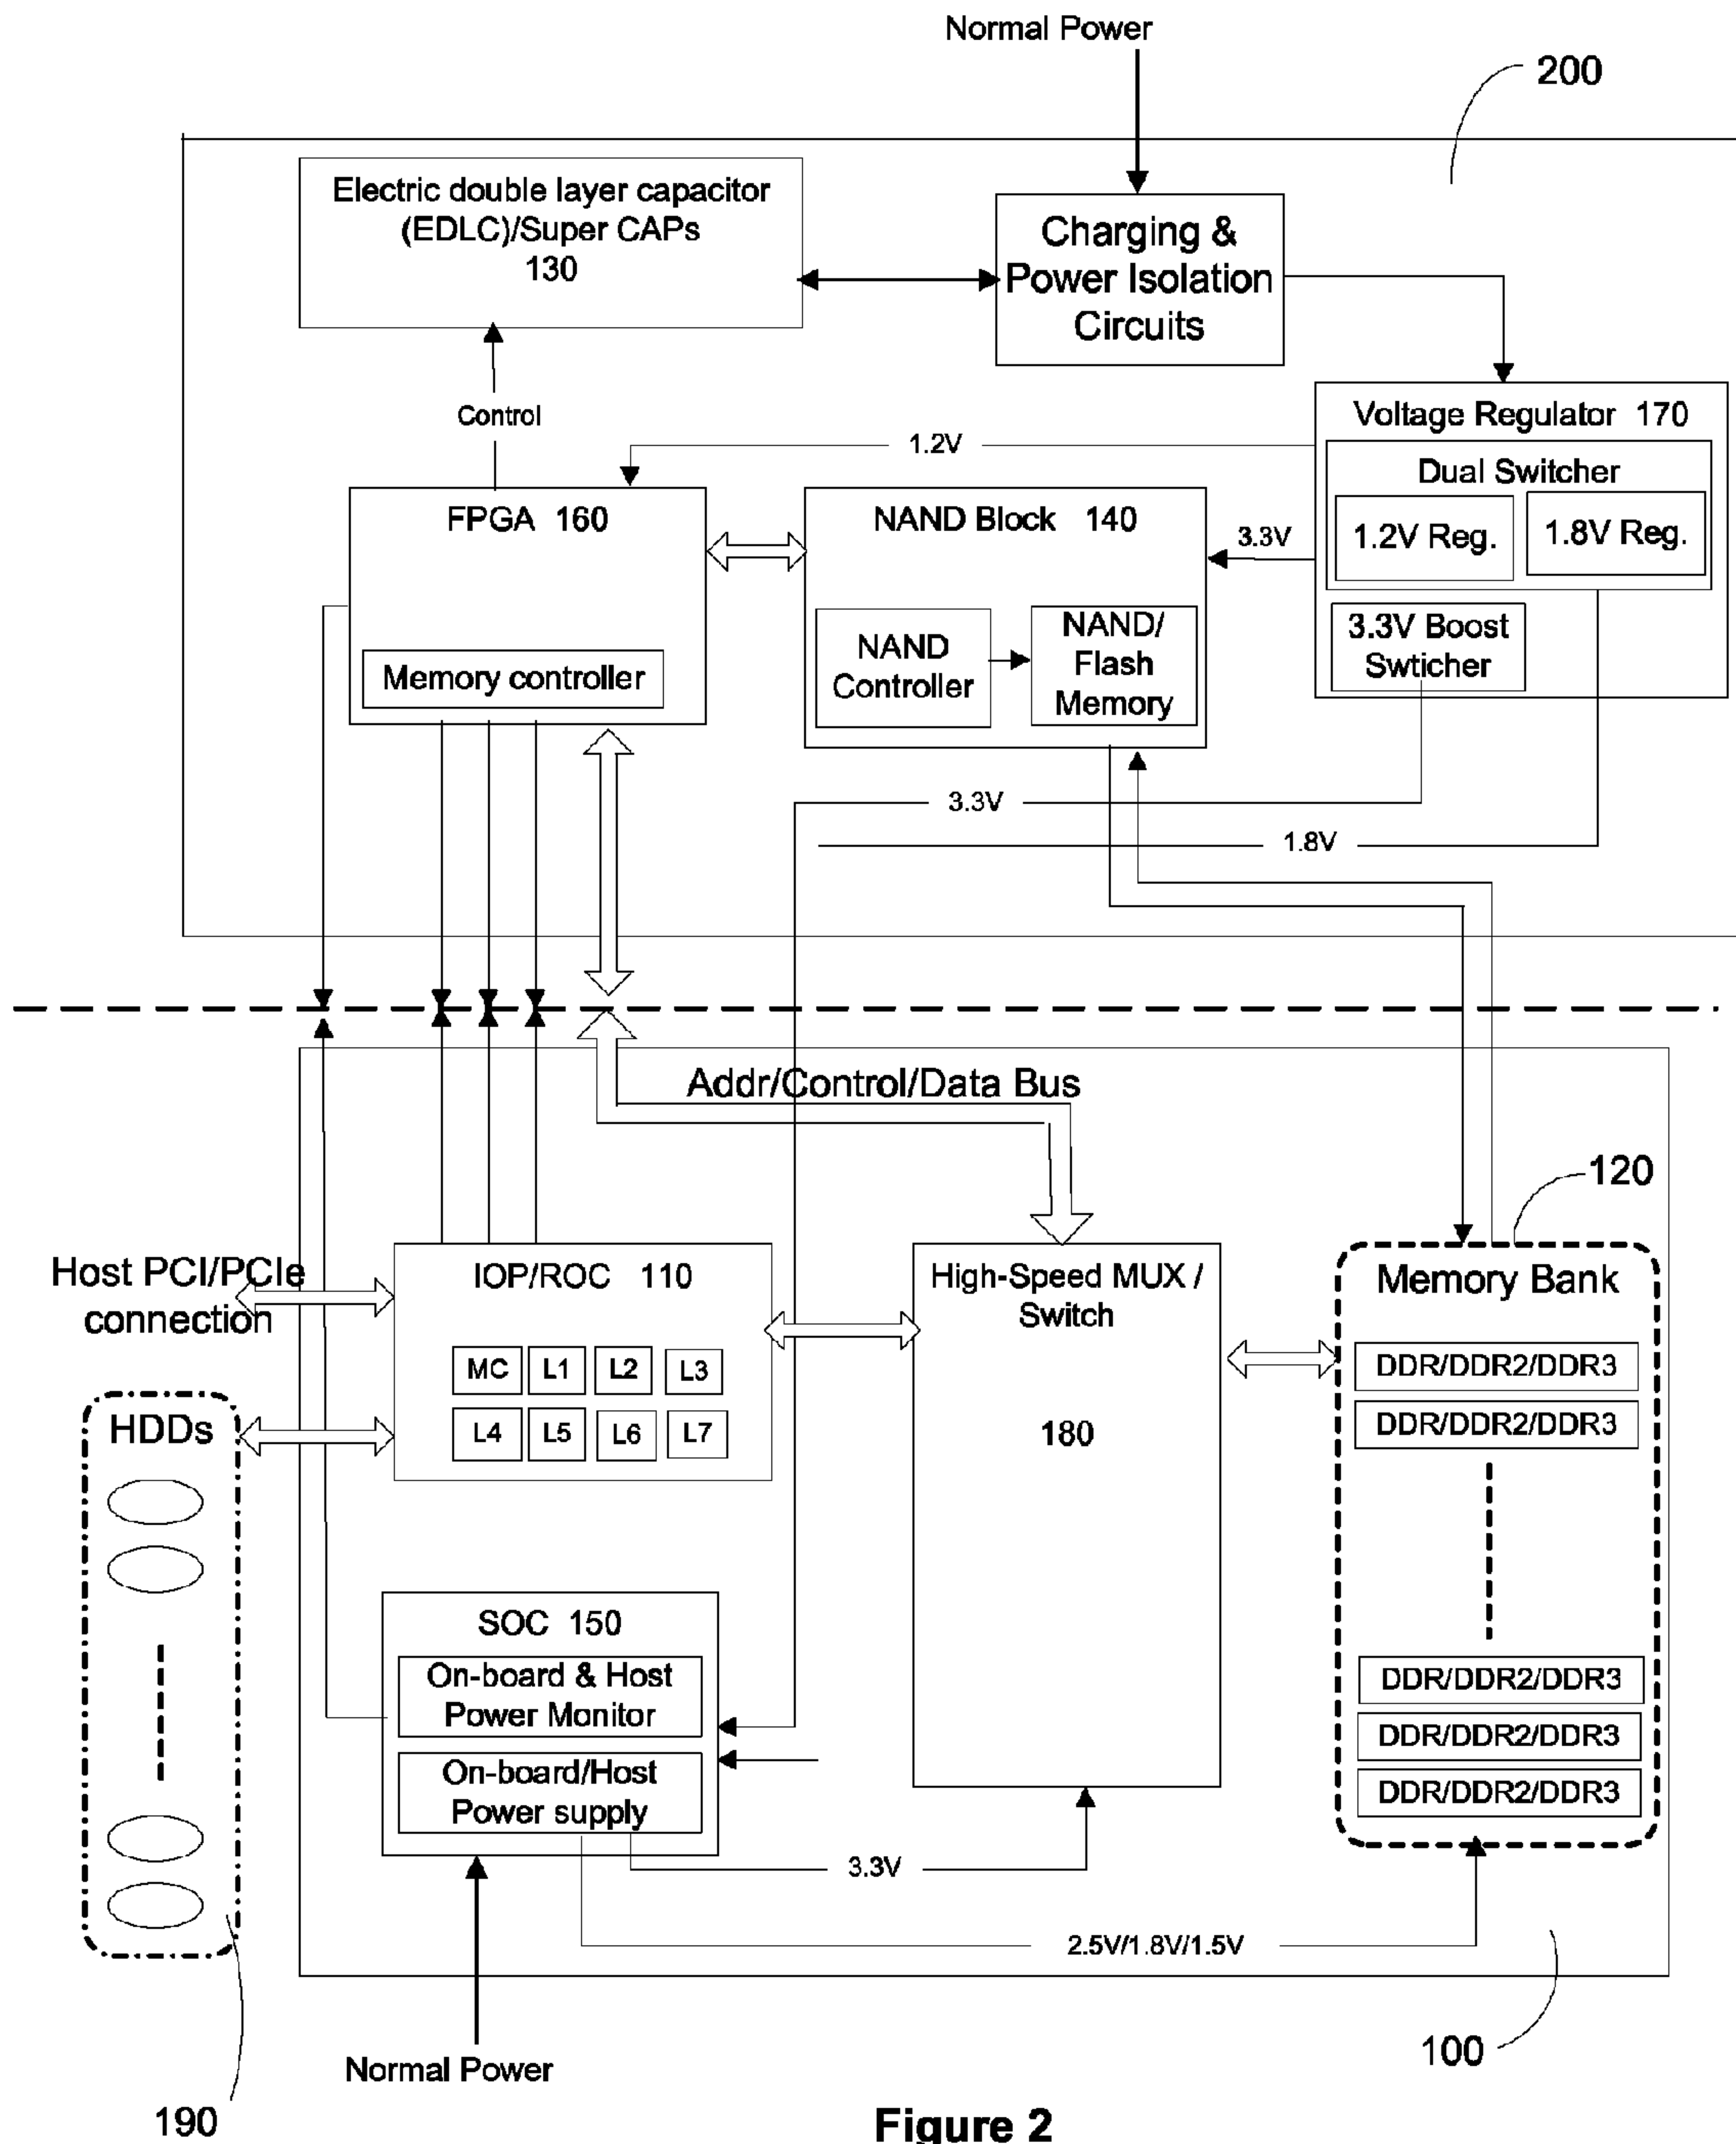 Normal Power
200
Electric double layer capacitor
(EDLC)/Super CAPs
130
Charging &
Power Isolation
Circuits
Control
Voltage Regulator 170
Dual Switcher
1.2V Reg.
1.8V Reg.
3.3V Boost
Swticher
1.2V
FPGA 160
Memory controller
NAND Block 140
NAND
Controller
NAND/
Flash
Memory
3.3V
3.3V
1.8V
Addr/Control/Data Bus
120
Host PCI/PCIe
connection
IOP/ROC 110
MC
L1
L2
L3
L4
L5
L6
L7
High-Speed MUX /
Switch
180
Memory Bank
DDR/DDR2/DDR3
DDR/DDR2/DDR3
DDR/DDR2/DDR3
DDR/DDR2/DDR3
DDR/DDR2/DDR3
HDDs
SOC 150
On-board & Host
Power Monitor
On-board/Host
Power supply
3.3V
2.5V/1.8V/1.5V
Normal Power
100
190
Figure 2